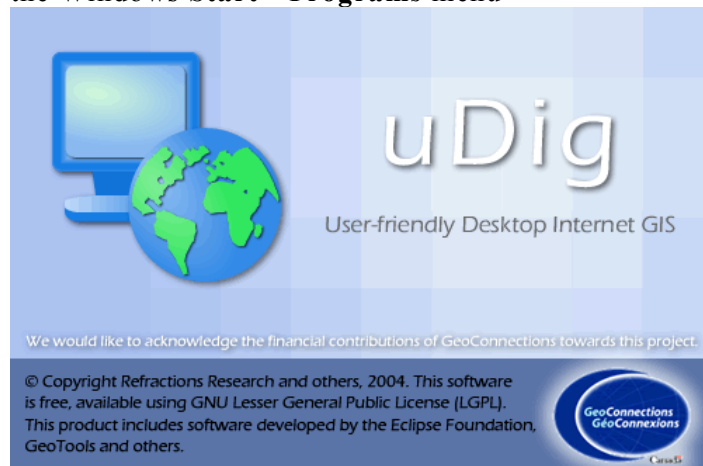 the Windows Start - Programs menu
uDig
User-friendly Desktop Internet GIS
We would like to acknowledge the financial contributions of GeoConnections towards this project.
© Copyright Refractions Research and others, 2004. This software
is free, available using GNU Lesser General Public License (LGPL).
This product includes software developed by the Eclipse Foundation,
GeoTools and others.
GeoConnections
GéoConnexions
Canada